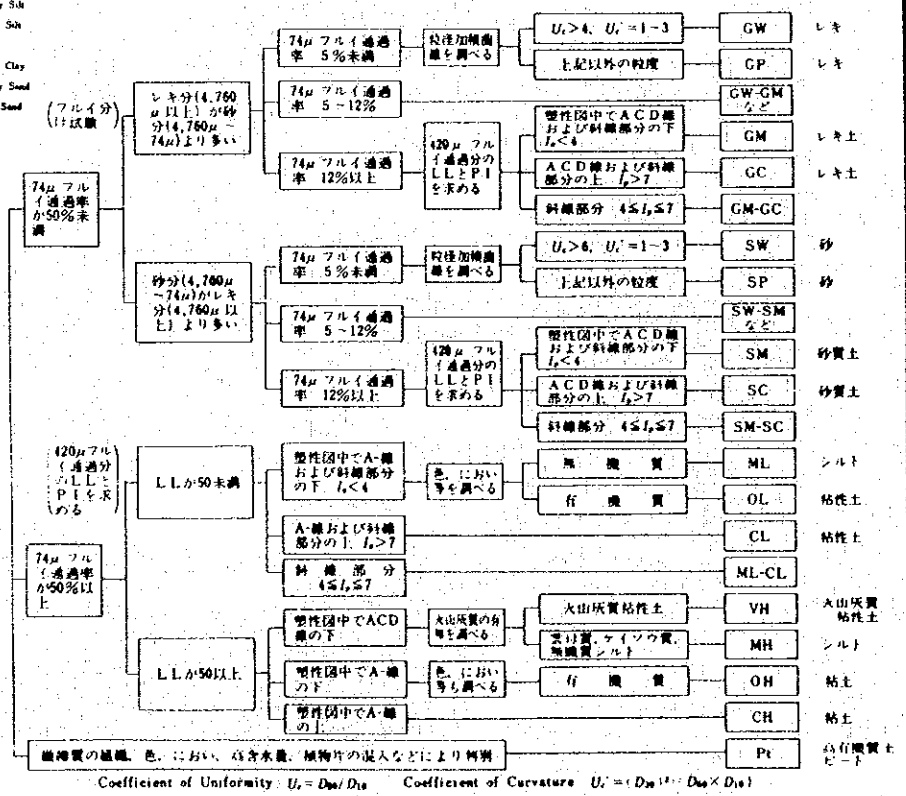 y Silt
Silt
Clay
y Sand
Sand
(フルイ分
け試験)
74μ フル
イ通過率
が50%未
満
レキ分(4,760
μ以上)が砂
分(4,760μ~
74μ)より多い
74μ フルイ通過
率 5%未満
粒径加積曲
線を調べる
Uc>4, Uc′=1~3
GW
レキ
上記以外の粒度
GP
レキ
74μ フルイ通過
率 5~12%
GW-GM
など
74μ フルイ通過
率 12%以上
420μ フル
イ通過分の
LLとPI
を求める
塑性図中でACD線
および斜線部分の下
Ip<4
GM
レキ土
ACD線および斜線
部分の上 Ip>7
GC
レキ土
斜線部分 4≦Ip≦7
GM-GC
砂分(4,760μ
~74μ)がレキ
分(4,760μ以
上)より多い
74μ フルイ通過
率 5%未満
粒径加積曲
線を調べる
Uc>6, Uc′=1~3
SW
砂
上記以外の粒度
SP
砂
74μ フルイ通過
率 5~12%
SW-SM
など
74μ フルイ通過
率 12%以上
420μ フル
イ通過分の
LLとPI
を求める
塑性図中でACD線
および斜線部分の下
Ip<4
SM
砂質土
ACD線および斜線
部分の上 Ip>7
SC
砂質土
斜線部分 4≦Ip≦7
SM-SC
(420μフル
イ通過分
のLLと
PIを求
める)
74μ フル
イ通過率
が50%以
上
LLが50未満
塑性図中でA-線
および斜線部分
の下 Ip<4
色,におい
等を調べる
無機質
ML
シルト
有機質
OL
粘性土
A-線および斜線
部分の上 Ip>7
CL
粘性土
斜線部分
4≦Ip≦7
ML-CL
LLが50以上
塑性図中でACD
線の下
火山灰質の有
無を調べる
火山灰質粘性土
VH
火山灰質
粘性土
雲母質,ケイソウ質,
無機質シルト
MH
シルト
塑性図中でA-線
の下
色,におい
等も調べる
有機質
OH
粘土
塑性図中でA-線
の上
CH
粘土
繊維質の組織,色,におい,高含水量,植物片の混入などにより判別
Pt
高有機質土
ピート
Coefficient of Uniformity Uc = D60/D10 Coefficient of Curvature Uc′ = (D30)²/(D60×D10)